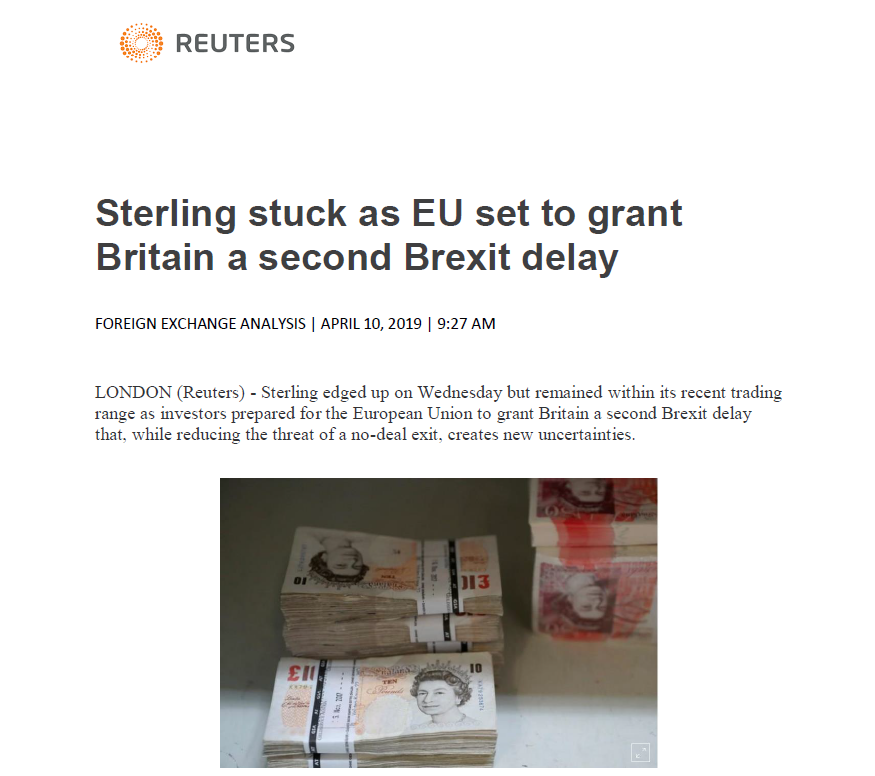 REUTERS
Sterling stuck as EU set to grant
Britain a second Brexit delay
FOREIGN EXCHANGE ANALYSIS | APRIL 10, 2019 | 9:27 AM
LONDON (Reuters) - Sterling edged up on Wednesday but remained within its recent trading
range as investors prepared for the European Union to grant Britain a second Brexit delay
that, while reducing the threat of a no-deal exit, creates new uncertainties.
10
10
TEN